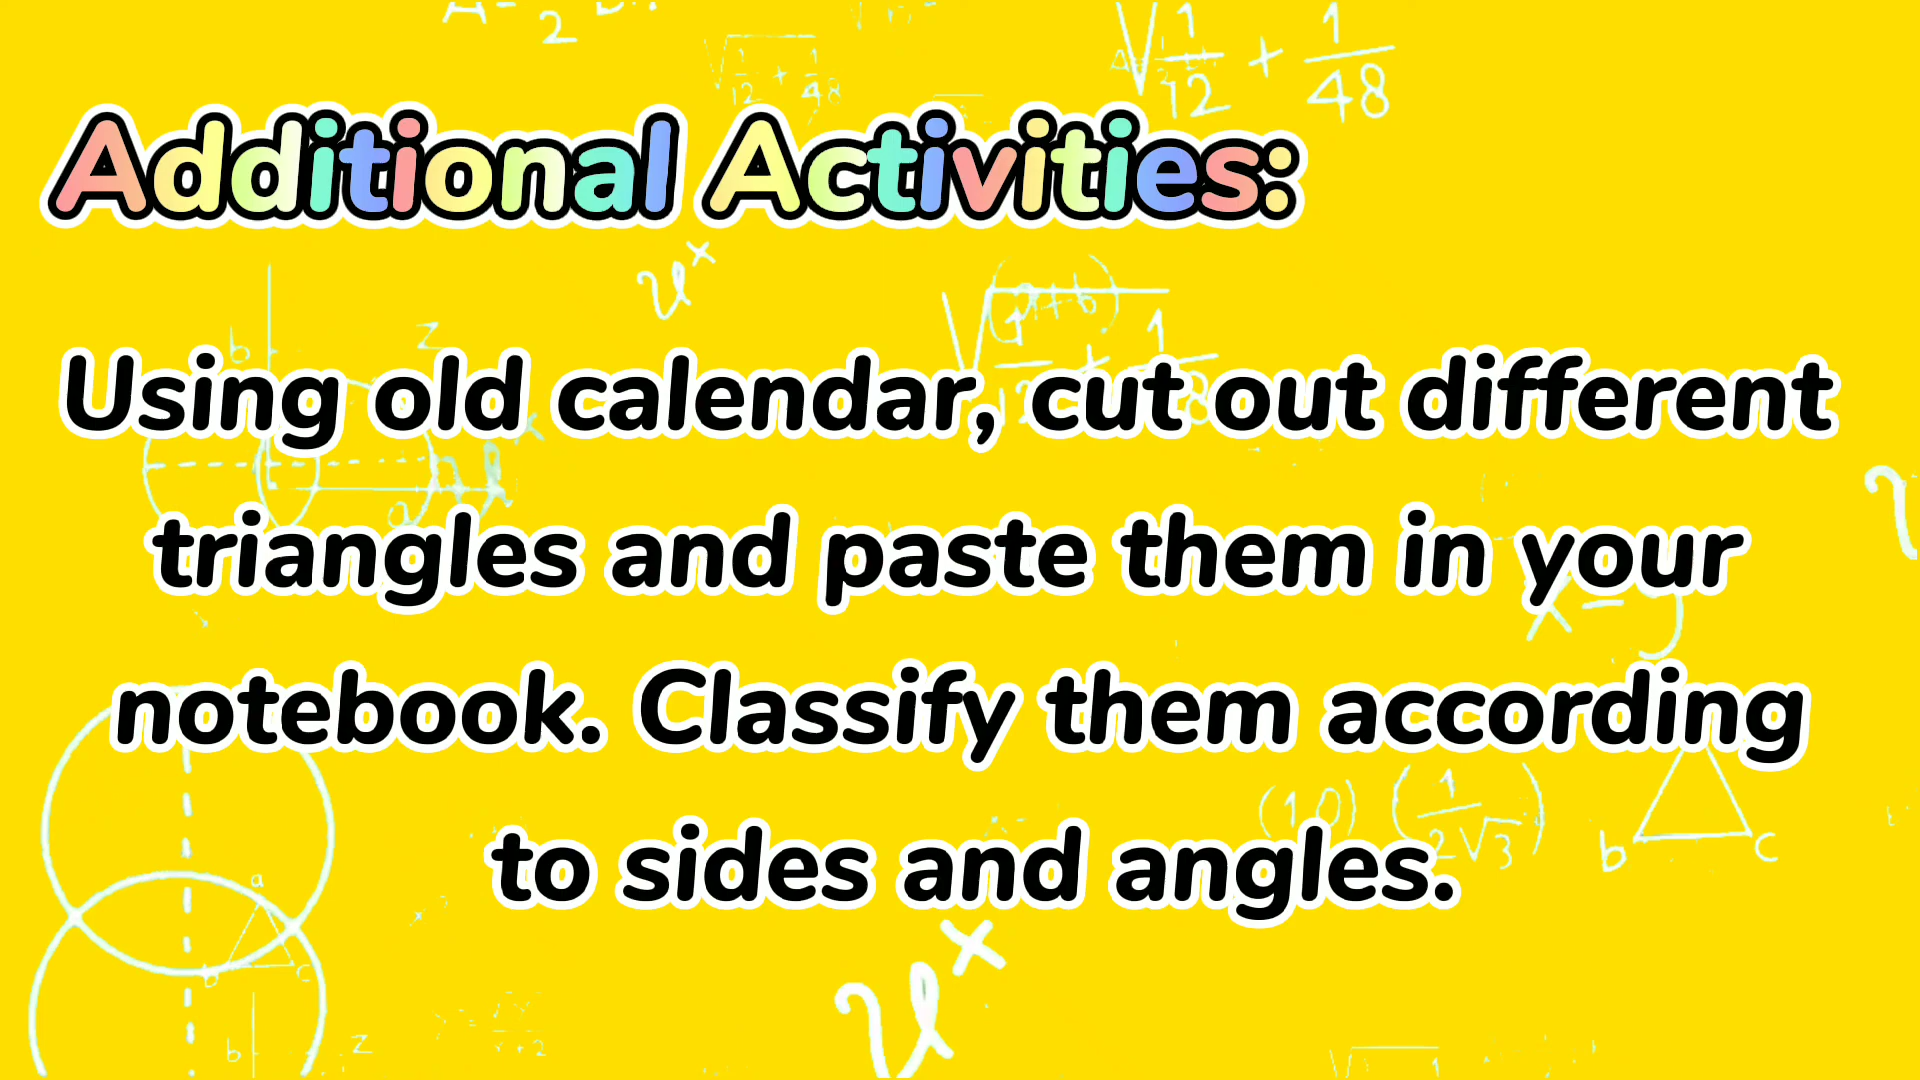 Additional Activities:
Using old calendar, cut out different
triangles and paste them in your
notebook. Classify them according
to sides and angles.